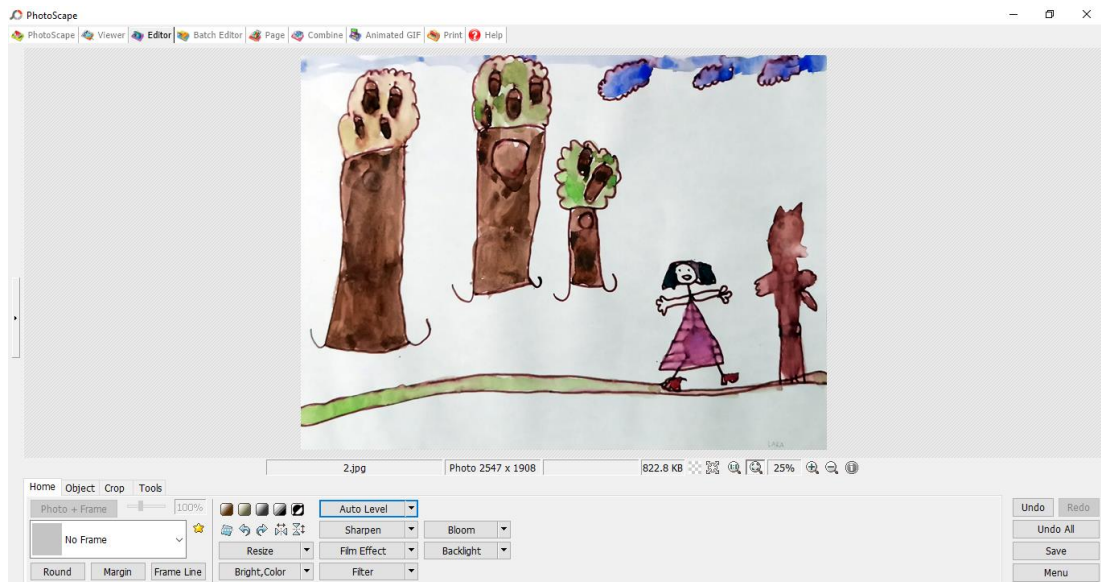 PhotoScape
PhotoScape Viewer Editor Batch Editor Page Combine Animated GIF Print Help
2.jpg Photo 2547 x 1908 822.8 KB 25%
Home Object Crop Tools
Photo + Frame 100% Auto Level Undo Redo
No Frame Sharpen Bloom Undo All
Resize Film Effect Backlight Save
Round Margin Frame Line Bright,Color Filter Menu